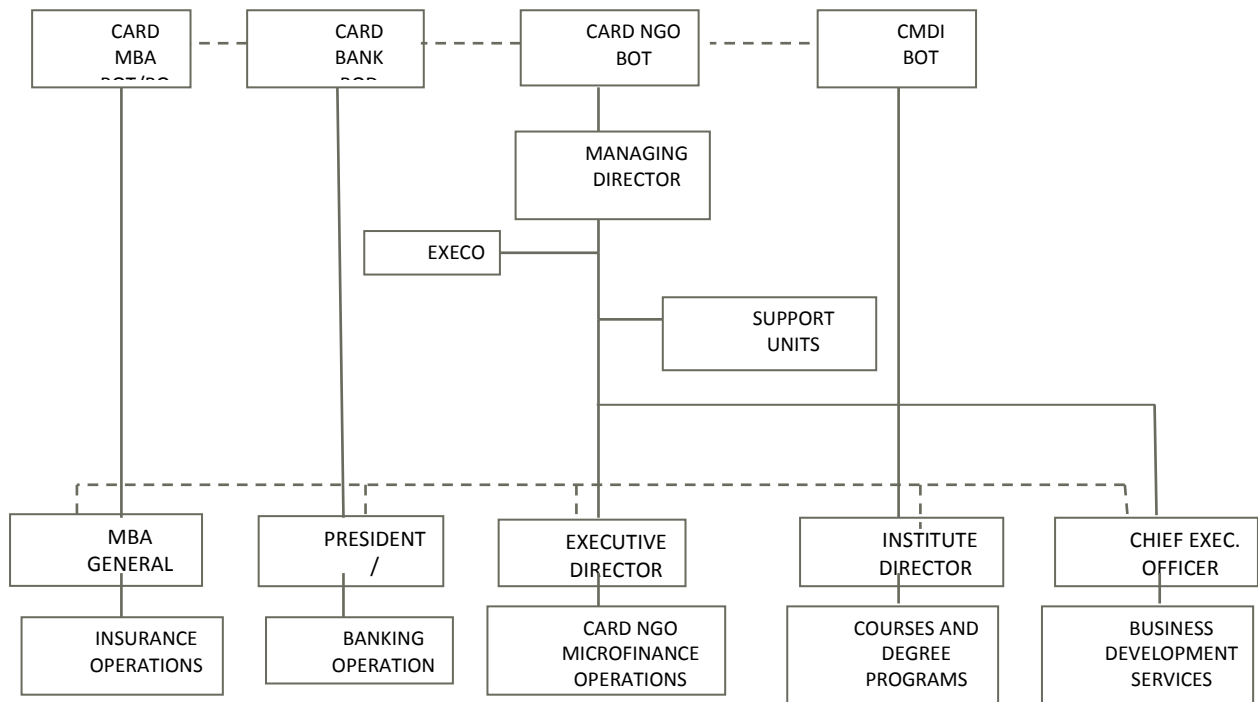 CARD
MBA
CARD
BANK
CARD NGO
BOT
CMDI
BOT
MANAGING
DIRECTOR
EXECO
SUPPORT
UNITS
MBA
GENERAL
PRESIDENT
/
EXECUTIVE
DIRECTOR
INSTITUTE
DIRECTOR
CHIEF EXEC.
OFFICER
INSURANCE
OPERATIONS
BANKING
OPERATION
CARD NGO
MICROFINANCE
OPERATIONS
COURSES AND
DEGREE
PROGRAMS
BUSINESS
DEVELOPMENT
SERVICES